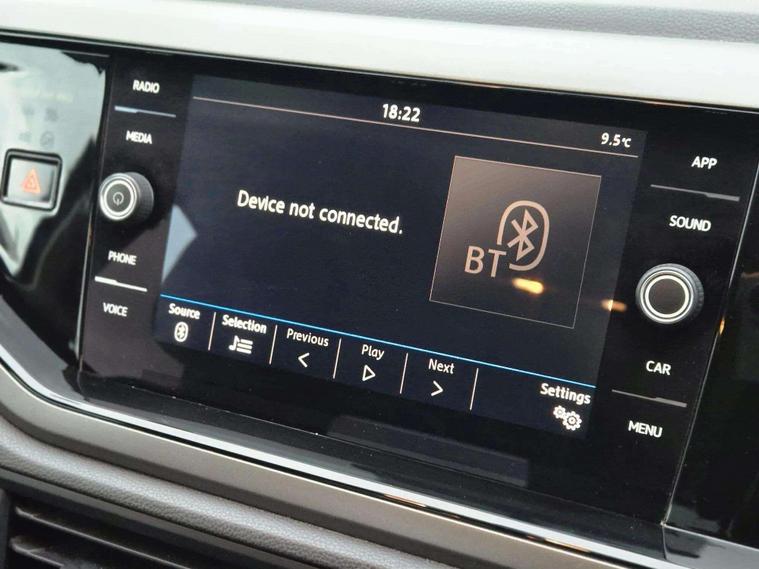 RADIO
MEDIA
PHONE
VOICE
18:22
9.5°C
Device not connected.
BT
Source
Selection
Previous
Play
Next
Settings
APP
SOUND
CAR
MENU